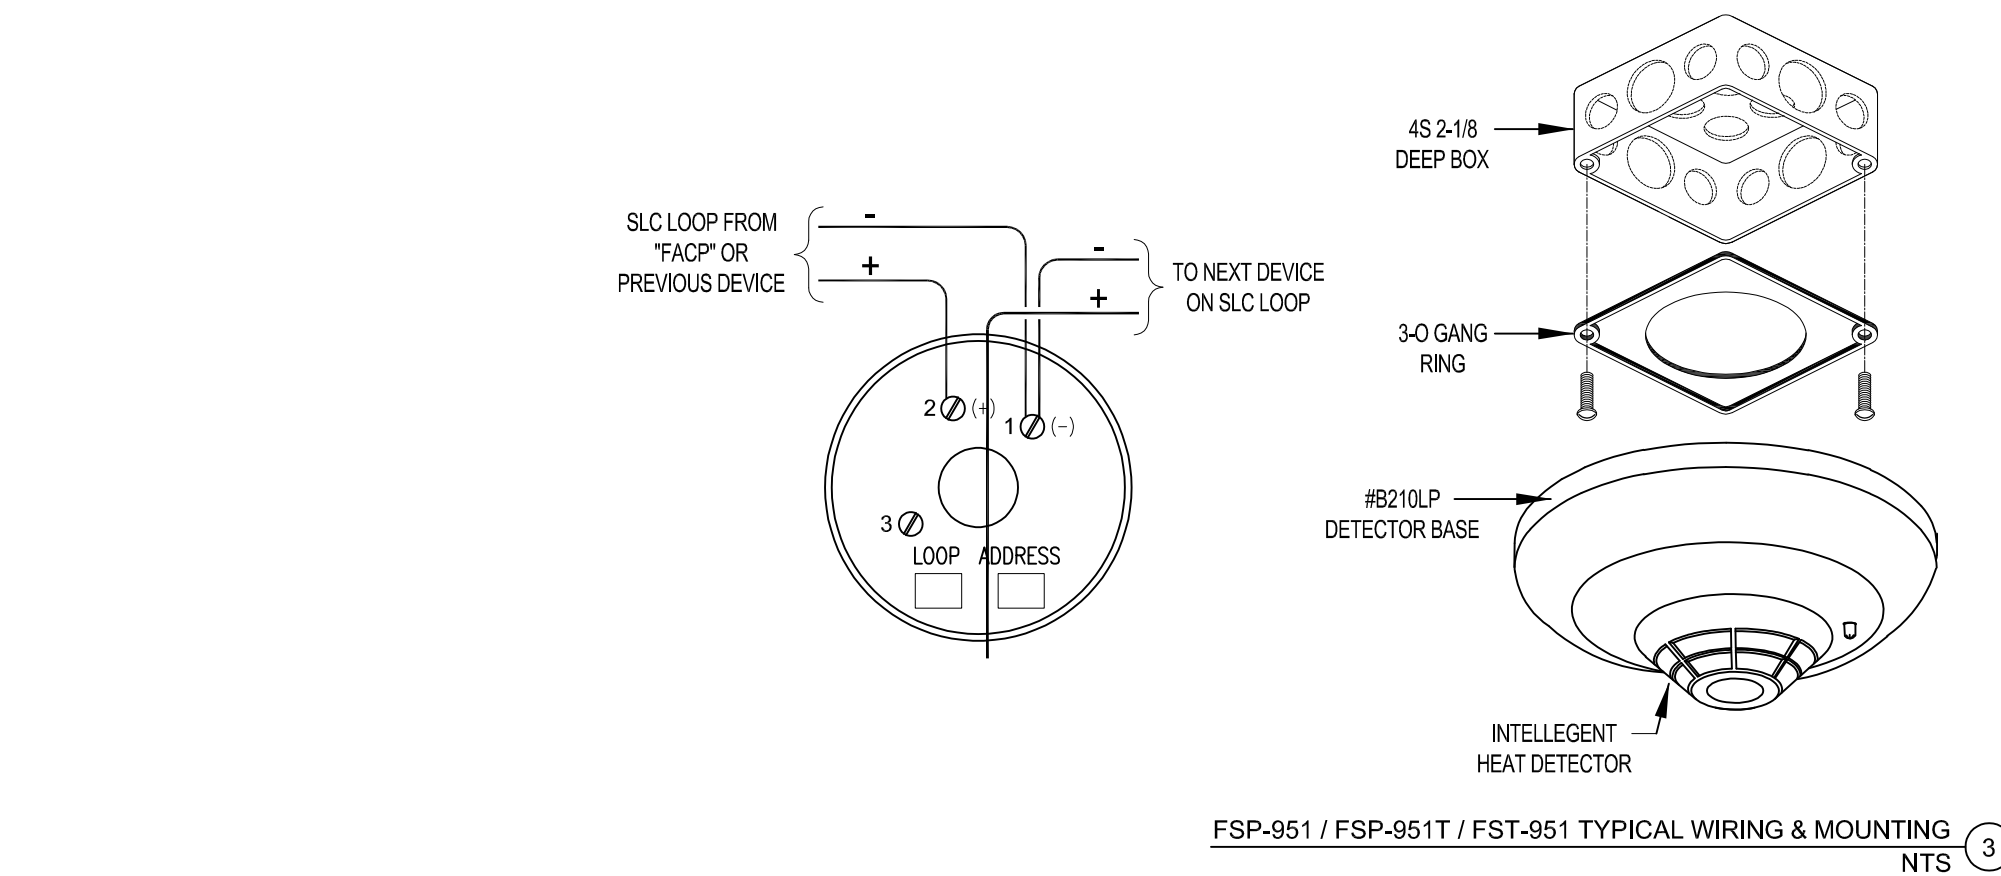 SLC LOOP FROM
"FACP" OR
PREVIOUS DEVICE
-
+
-
+
TO NEXT DEVICE
ON SLC LOOP
2 (+)
1 (-)
3
LOOP ADDRESS
4S 2-1/8
DEEP BOX
3-O GANG
RING
#B210LP
DETECTOR BASE
INTELLEGENT
HEAT DETECTOR
FSP-951 / FSP-951T / FST-951 TYPICAL WIRING & MOUNTING
NTS
3